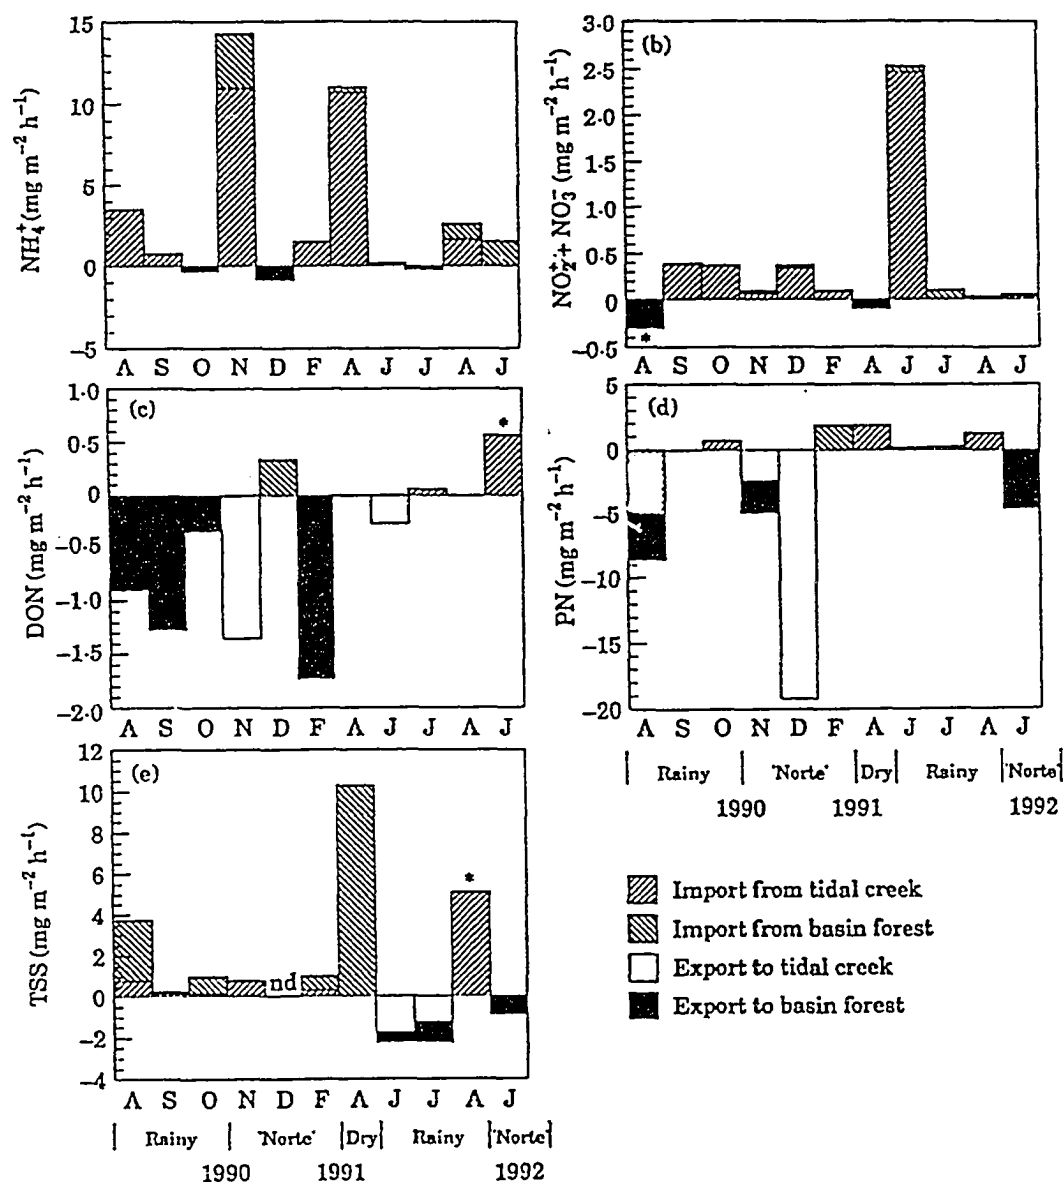 15
10
5
0
−5
NH₄⁺ (mg m⁻² h⁻¹)
A S O N D F A J J A J
(b)
3·0
2·5
2·0
1·5
1·0
0·5
0
−0·5
NO₂⁺ + NO₃⁻ (mg m⁻² h⁻¹)
*
A S O N D F A J J A J
(c)
1·0
0·5
0
−0·5
−1·0
−1·5
−2·0
DON (mg m⁻² h⁻¹)
*
A S O N D F A J J A J
(d)
5
0
−5
−10
−15
−20
PN (mg m⁻² h⁻¹)
A S O N D F A J J A J
Rainy 'Norte' Dry Rainy 'Norte'
1990 1991 1992
(e)
12
10
8
6
4
2
0
−2
−4
TSS (mg m⁻² h⁻¹)
nd
*
A S O N D F A J J A J
Rainy 'Norte' Dry Rainy 'Norte'
1990 1991 1992
Import from tidal creek
Import from basin forest
Export to tidal creek
Export to basin forest